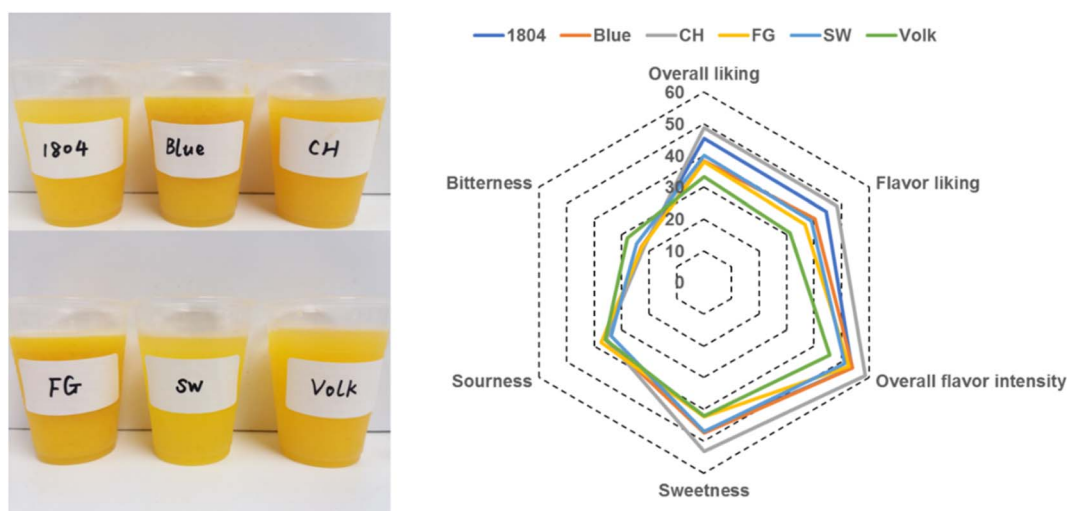 1804 Blue CH
FG SW Volk
1804 Blue CH FG SW Volk
Overall liking
60
50
40
30
20
10
0
Bitterness
Flavor liking
Sourness
Overall flavor intensity
Sweetness